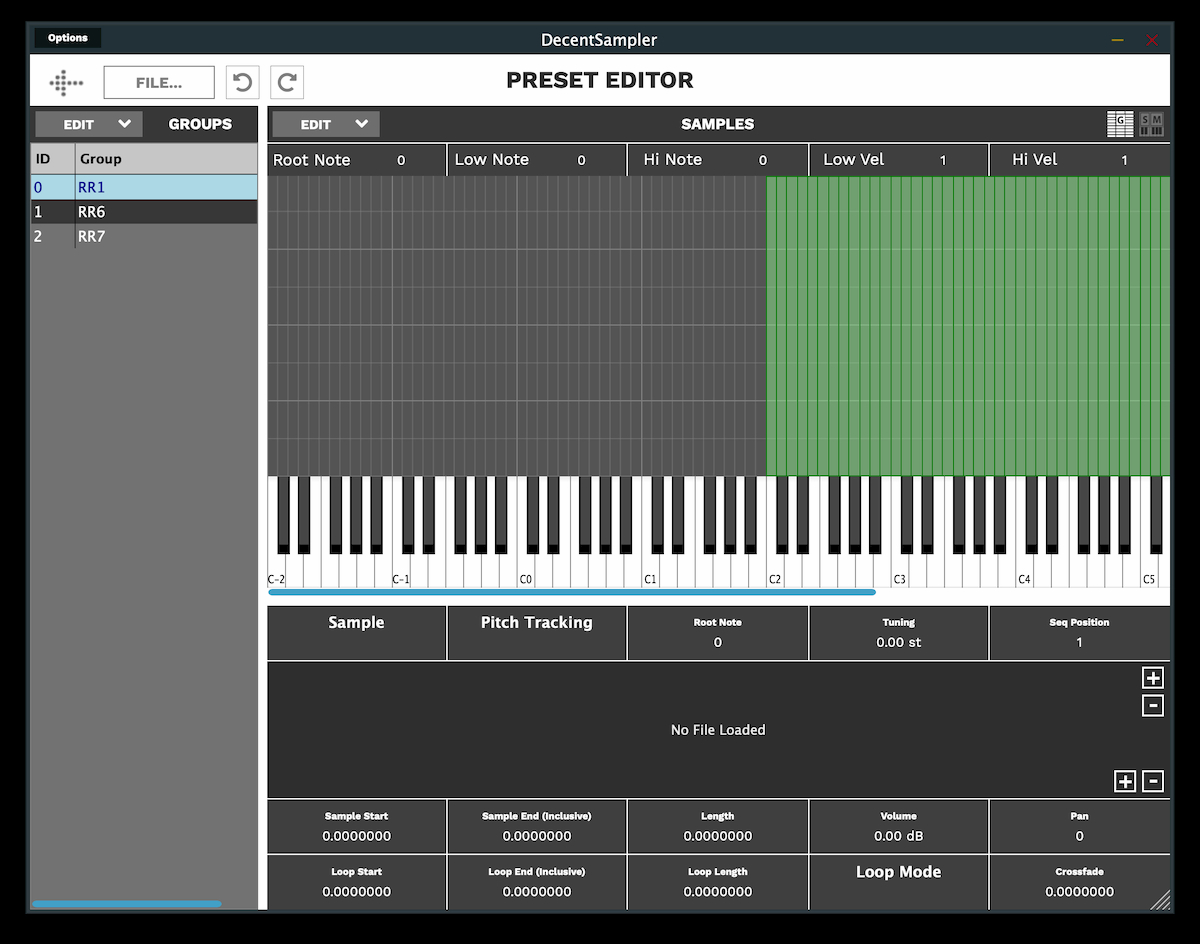 Options
DecentSampler
FILE...
PRESET EDITOR
EDIT
GROUPS
EDIT
SAMPLES
G
S M
ID Group
0 RR1
1 RR6
2 RR7
Root Note 0
Low Note 0
Hi Note 0
Low Vel 1
Hi Vel 1
C-2
C-1
C0
C1
C2
C3
C4
C5
Sample
Pitch Tracking
Root Note
0
Tuning
0.00 st
Seq Position
1
No File Loaded
Sample Start
0.0000000
Sample End (Inclusive)
0.0000000
Length
0.0000000
Volume
0.00 dB
Pan
0
Loop Start
0.0000000
Loop End (Inclusive)
0.0000000
Loop Length
0.0000000
Loop Mode
Crossfade
0.0000000